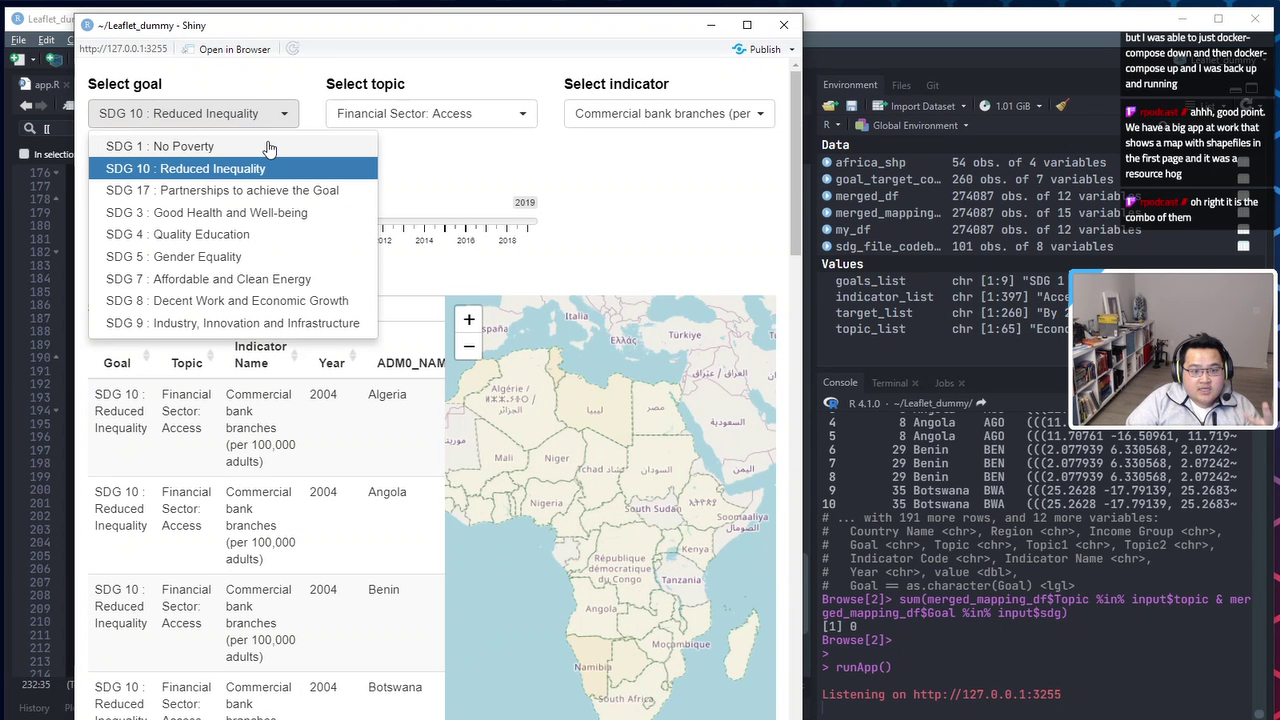 Leaflet_dum
File
Edit
app.R
[[
In selectio
176
177
178
179
180
181
182
183
184
185
186
187
188
189
190
191
192
193
194
195
196
197
198
199
200
201
202
203
204
205
206
207
208
209
210
211
212
213
214
232:35
History
~/Leaflet_dummy - Shiny
http://127.0.0.1:3255
Open in Browser
Publish
Select goal
Select topic
Select indicator
SDG 10 : Reduced Inequality
Financial Sector: Access
Commercial bank branches (per
SDG 1 : No Poverty
SDG 10 : Reduced Inequality
SDG 17 : Partnerships to achieve the Goal
SDG 3 : Good Health and Well-being
SDG 4 : Quality Education
SDG 5 : Gender Equality
SDG 7 : Affordable and Clean Energy
SDG 8 : Decent Work and Economic Growth
SDG 9 : Industry, Innovation and Infrastructure
2019
012
2014
2016
2018
Goal
Topic
Indicator
Name
Year
ADM0_NAM
SDG 10 :
Reduced
Inequality
Financial
Sector:
Access
Commercial
bank
branches
(per 100,000
adults)
2004
Algeria
SDG 10 :
Reduced
Inequality
Financial
Sector:
Access
Commercial
bank
branches
(per 100,000
adults)
2004
Angola
SDG 10 :
Reduced
Inequality
Financial
Sector:
Access
Commercial
bank
branches
(per 100,000
adults)
2004
Benin
SDG 10 :
Reduced
Financial
Sector:
Commercial
bank
2004
Botswana
+
−
España
Italia
Türkiye
Ελλάς
سوريا
العراق
Algérie /
الجزائر
ليبيا
مصر
السعودية
Mali
Niger
Tchad تشاد
السودان
اليمن
Nigeria
South Sudan
Soomaaliya
الصومال
République
démocratique
du Congo
Kenya
Tanzania
Angola
Moçambique
Namibia
South Africa
Environment
Files
Git
Import Dataset
1.01 GiB
R
Global Environment
Data
africa_shp
54 obs. of 4 variables
goal_target_co…
260 obs. of 7 variables
merged_df
274087 obs. of 12 variables
merged_mapping…
274087 obs. of 15 variables
my_df
274087 obs. of 12 variables
sdg_file_codeb…
101 obs. of 8 variables
Values
goals_list
chr [1:9] "SDG 1
indicator_list
chr [1:397] "Acce
target_list
chr [1:260] "By 2
topic_list
chr [1:65] "Econo
Console
Terminal
Jobs
R 4.1.0 · ~/Leaflet_dummy/
4 8 Angola AGO (((11.
5 8 Angola AGO (((11.70761 -16.50961, 11.719~
6 29 Benin BEN (((2.077939 6.330568, 2.07242~
7 29 Benin BEN (((2.077939 6.330568, 2.07242~
8 29 Benin BEN (((2.077939 6.330568, 2.07242~
9 35 Botswana BWA (((25.2628 -17.79139, 25.2683~
10 35 Botswana BWA (((25.2628 -17.79139, 25.2683~
# ... with 191 more rows, and 12 more variables:
# Country Name <chr>, Region <chr>, Income Group <chr>,
# Goal <chr>, Topic <chr>, Topic1 <chr>, Topic2 <chr>,
# Indicator Code <chr>, Indicator Name <chr>,
# Year <chr>, value <dbl>,
# Goal == as.character(Goal) <lgl>
Browse[2]> sum(merged_mapping_df$Topic %in% input$topic & mer
ged_mapping_df$Goal %in% input$sdg)
[1] 0
Browse[2]>
>
> runApp()
Listening on http://127.0.0.1:3255
but I was able to just docker-
compose down and then docker-
compose up and I was back up
and running
rpodcast // ahhh, good point.
We have a big app at work that
shows a map with shapefiles in
the first page and it was a
resource hog
rpodcast // oh right it is the
combo of them